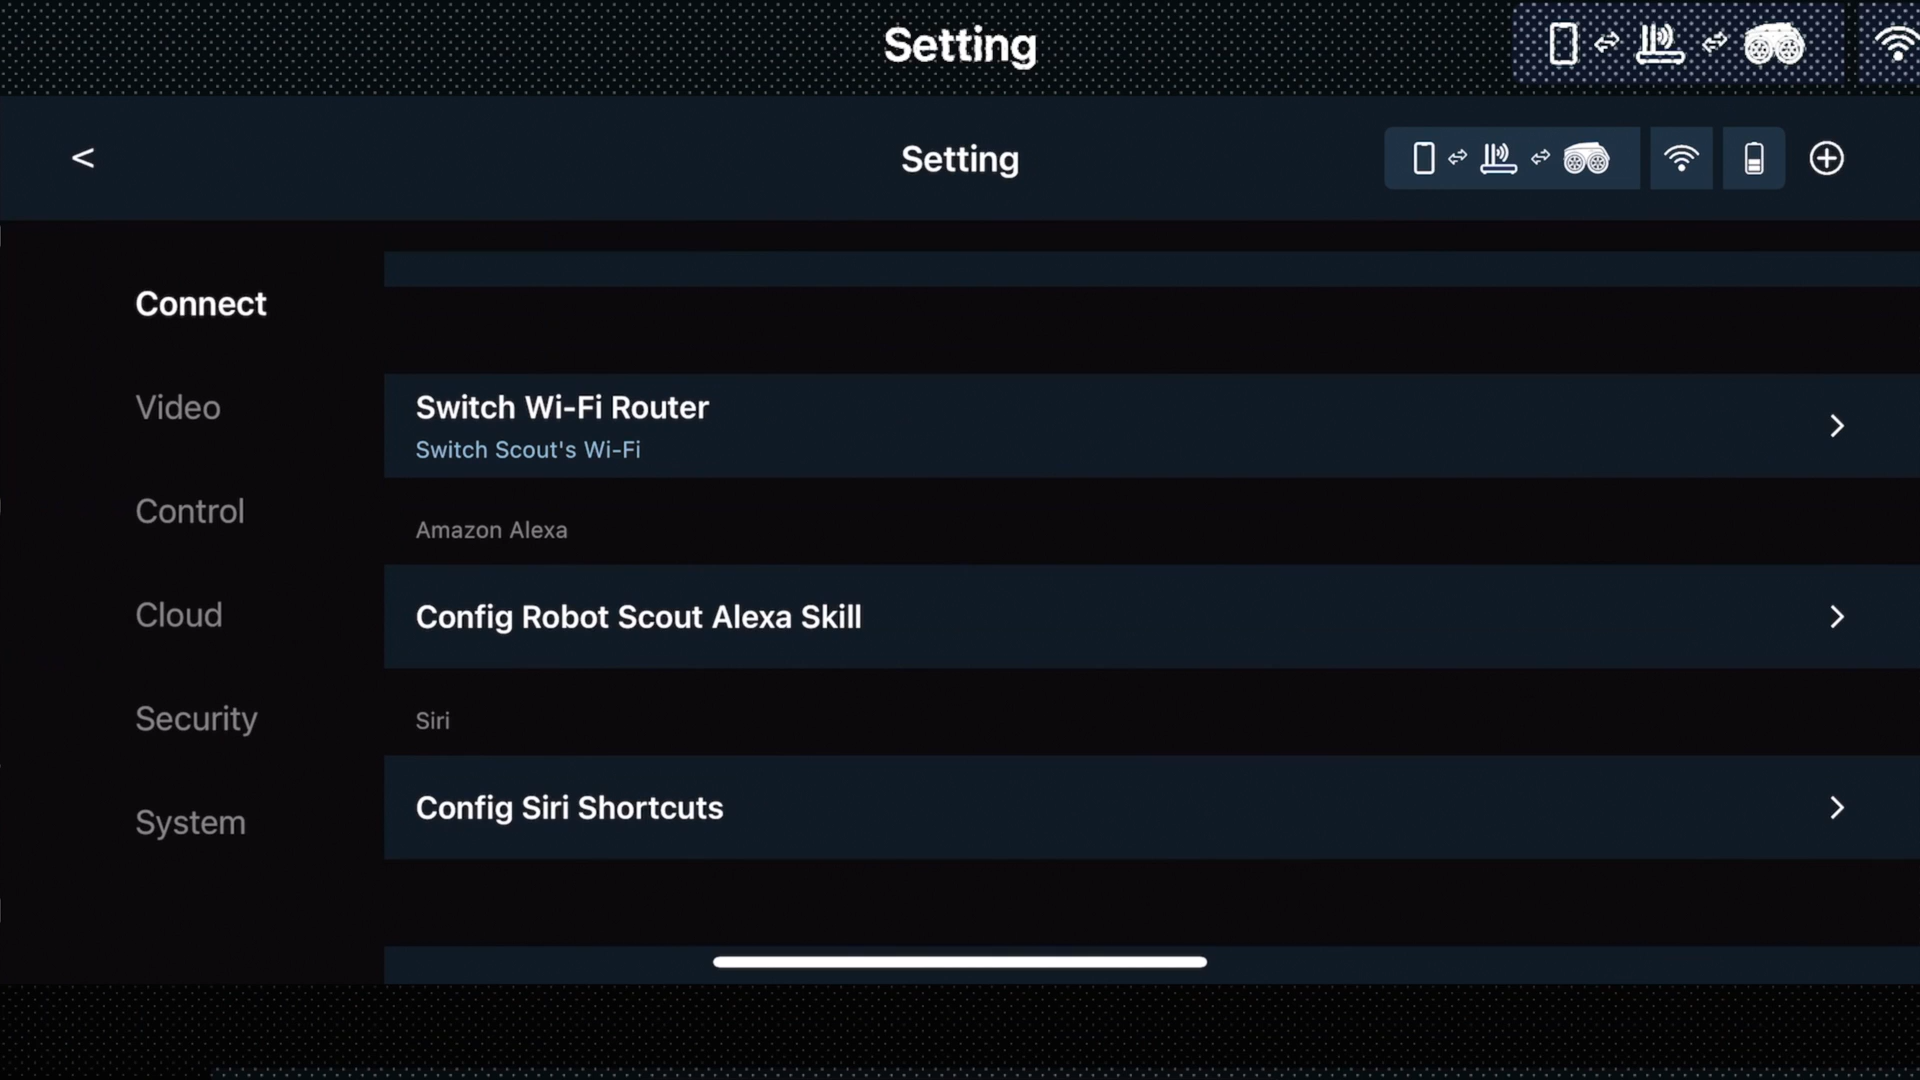 Setting
<
Setting
Connect
Video
Control
Cloud
Security
System
Switch Wi-Fi Router
Switch Scout's Wi-Fi
Amazon Alexa
Config Robot Scout Alexa Skill
Siri
Config Siri Shortcuts